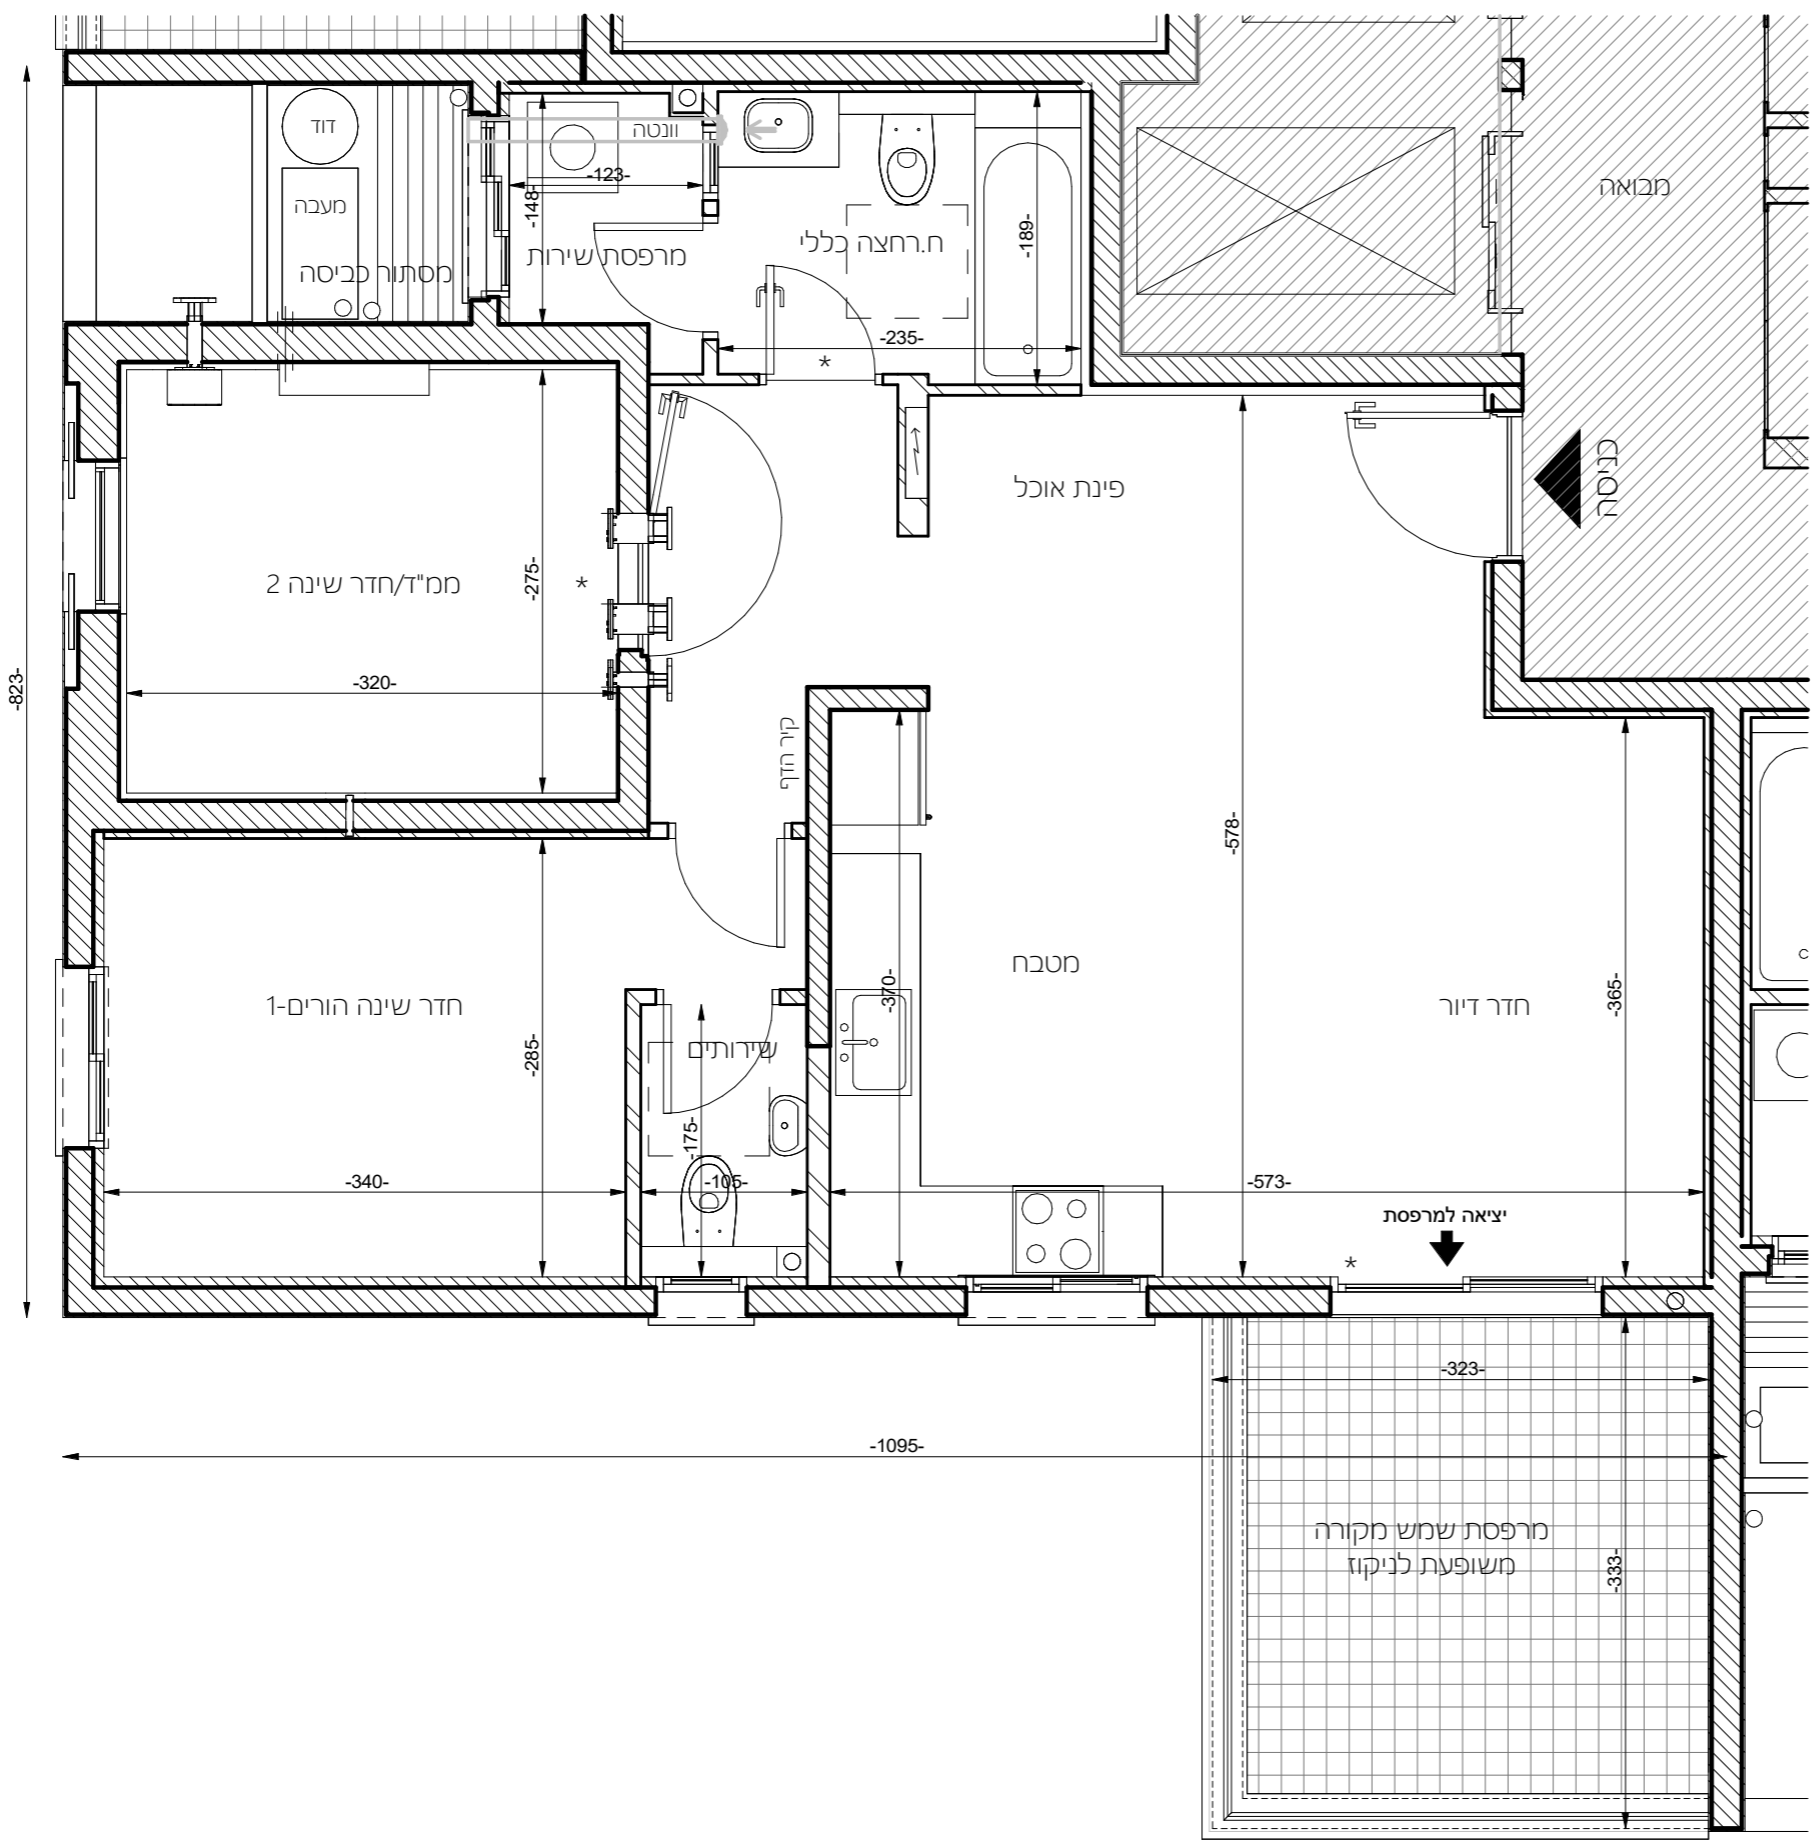 דוד
מעבה
מסתור כביסה
וונטה
-123-
-148-
מרפסת שירות
ח.רחצה כללי
-189-
-235-
*
מבואה
כניסה
פינת אוכל
ממ"ד/חדר שינה 2
-275-
*
-320-
-823-
קיר הדף
-578-
-370-
מטבח
חדר דיור
-365-
חדר שינה הורים-1
-285-
-340-
שירותים
-175-
-105-
-573-
יציאה למרפסת
*
-323-
-1095-
מרפסת שמש מקורה
משופעת לניקוז
-333-